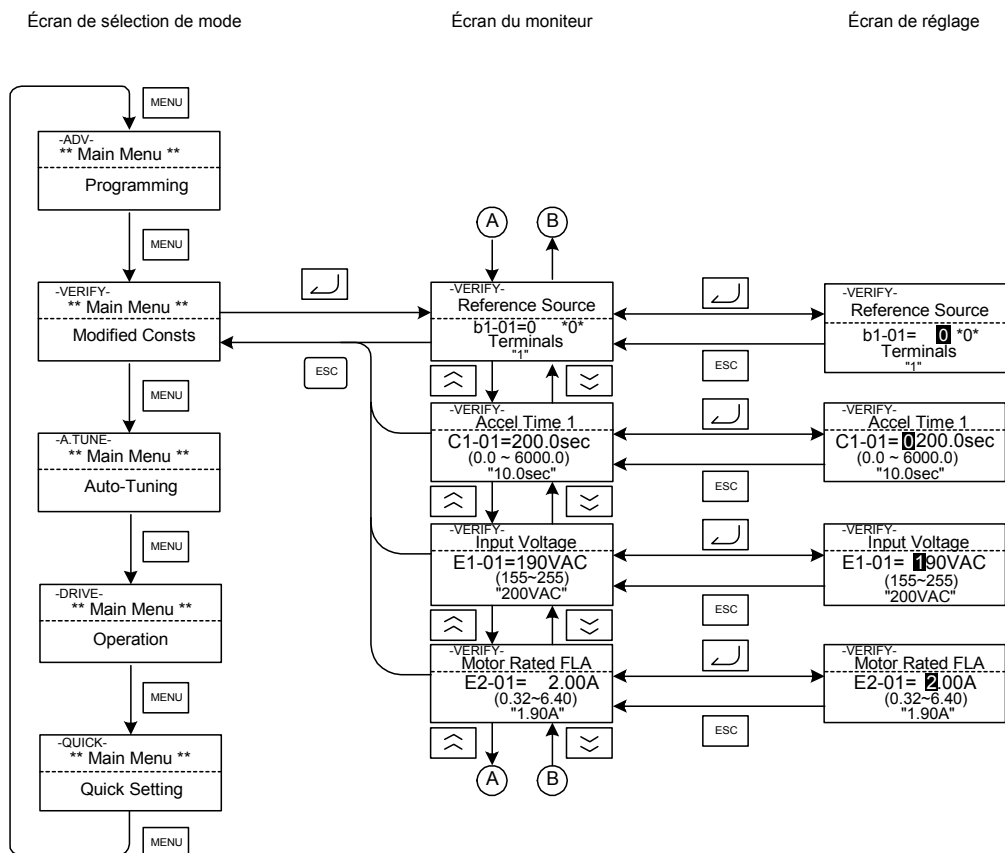 Écran de sélection de mode
Écran du moniteur
Écran de réglage
MENU
-ADV-
** Main Menu **
Programming
MENU
-VERIFY-
** Main Menu **
Modified Consts
MENU
-A.TUNE-
** Main Menu **
Auto-Tuning
MENU
-DRIVE-
** Main Menu **
Operation
MENU
-QUICK-
** Main Menu **
Quick Setting
MENU
ESC
A
B
-VERIFY-
Reference Source
b1-01=0 *0*
Terminals
"1"
-VERIFY-
Accel Time 1
C1-01=200.0sec
(0.0 ~ 6000.0)
"10.0sec"
-VERIFY-
Input Voltage
E1-01=190VAC
(155~255)
"200VAC"
-VERIFY-
Motor Rated FLA
E2-01= 2.00A
(0.32~6.40)
"1.90A"
A
B
ESC
ESC
ESC
ESC
-VERIFY-
Reference Source
b1-01= 0 *0*
Terminals
"1"
-VERIFY-
Accel Time 1
C1-01= 0200.0sec
(0.0 ~ 6000.0)
"10.0sec"
-VERIFY-
Input Voltage
E1-01= 190VAC
(155~255)
"200VAC"
-VERIFY-
Motor Rated FLA
E2-01= 2.00A
(0.32~6.40)
"1.90A"